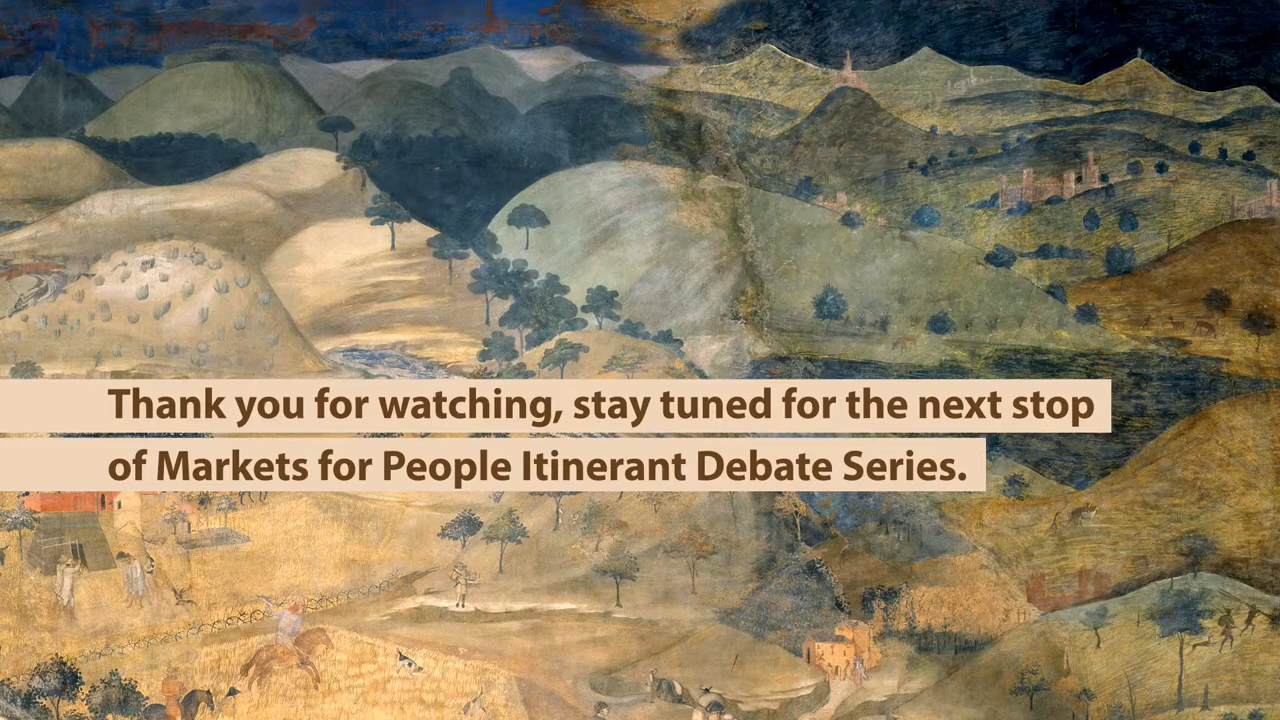 Thank you for watching, stay tuned for the next stop
of Markets for People Itinerant Debate Series.